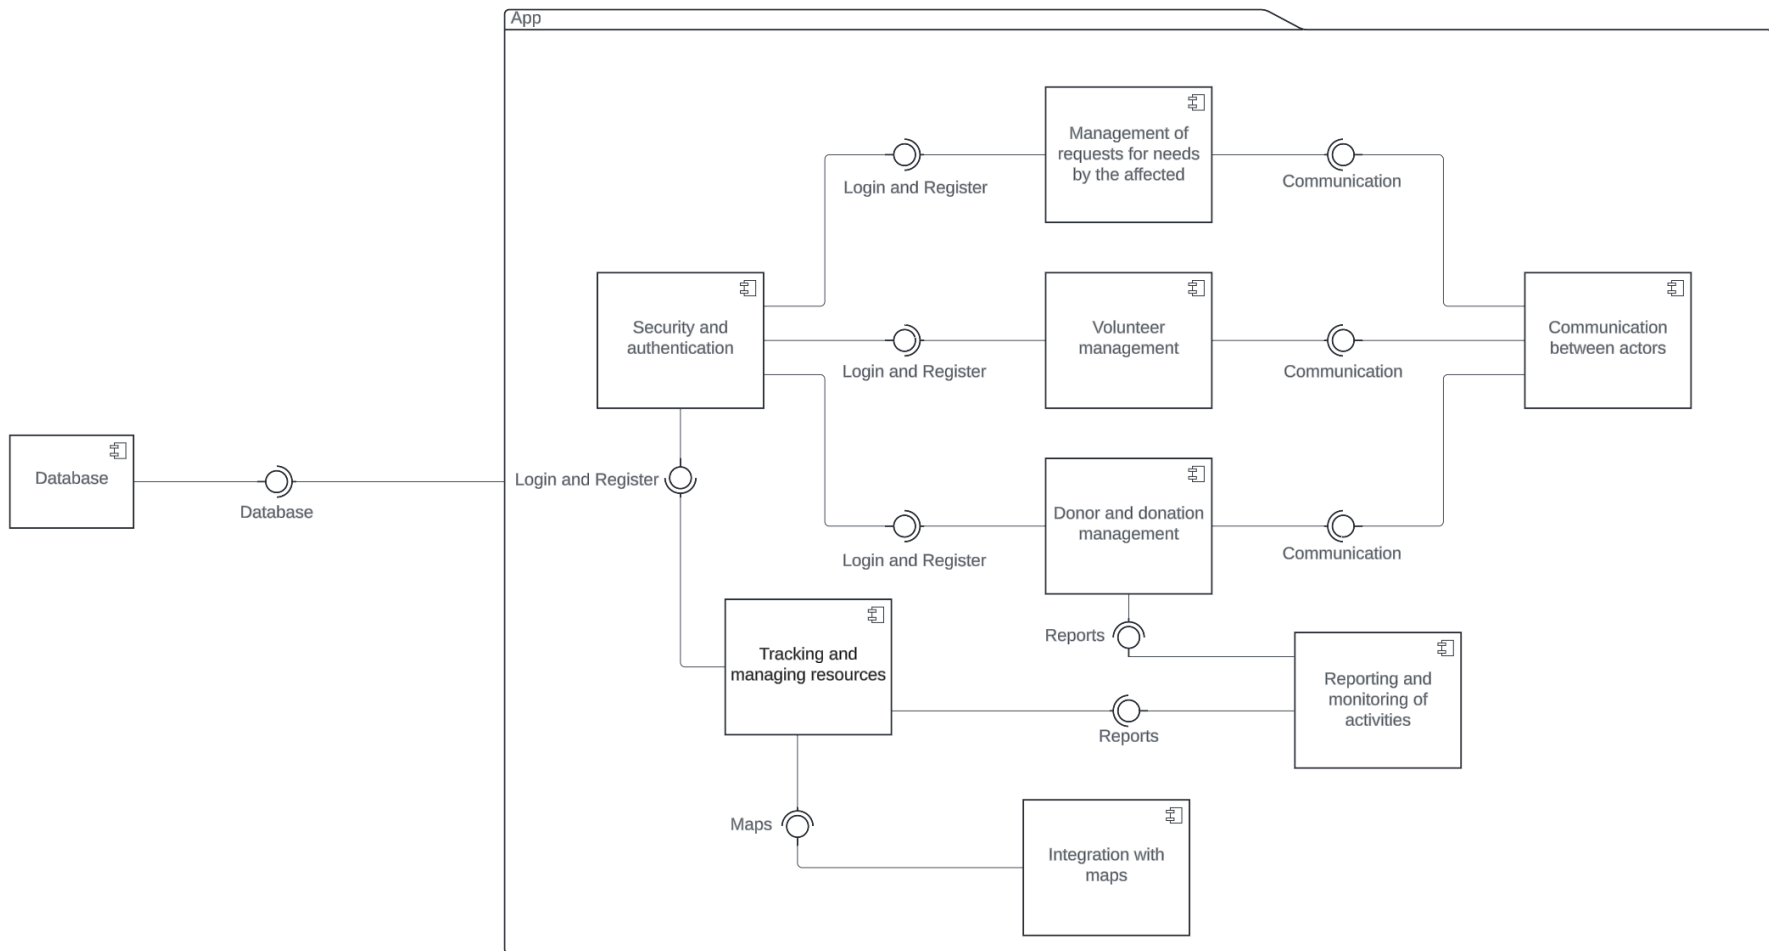 App
Management of
requests for needs
by the affected
Login and Register
Communication
Security and
authentication
Volunteer
management
Communication
between actors
Login and Register
Communication
Database
Database
Login and Register
Donor and donation
management
Login and Register
Communication
Tracking and
managing resources
Reports
Reporting and
monitoring of
activities
Reports
Maps
Integration with
maps